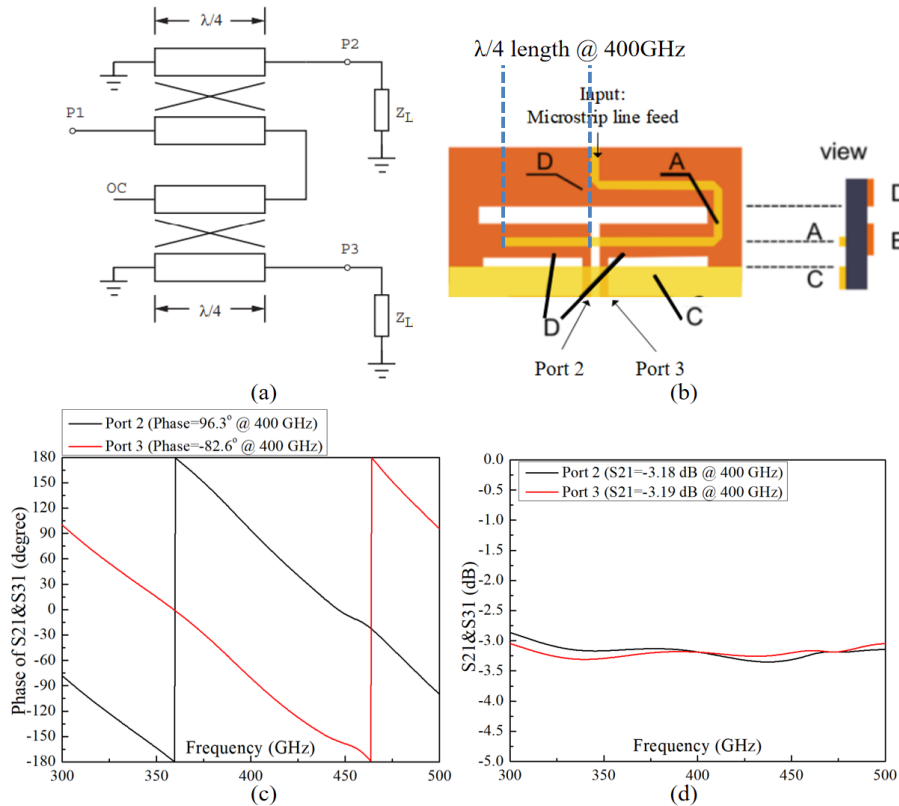 λ/4
P2
Z_L
P1
OC
P3
λ/4
Z_L
(a)
λ/4 length @ 400GHz
Input:
Microstrip line feed
view
D
A
D
A
B
C
D
C
Port 2
Port 3
(b)
Port 2 (Phase=96.3° @ 400 GHz)
Port 3 (Phase=-82.6° @ 400 GHz)
Phase of S21&S31 (degree)
180
150
120
90
60
30
0
-30
-60
-90
-120
-150
-180
Frequency (GHz)
300
350
400
450
500
(c)
Port 2 (S21=-3.18 dB @ 400 GHz)
Port 3 (S21=-3.19 dB @ 400 GHz)
S21&S31 (dB)
0.0
-0.5
-1.0
-1.5
-2.0
-2.5
-3.0
-3.5
-4.0
-4.5
-5.0
Frequency (GHz)
300
350
400
450
500
(d)